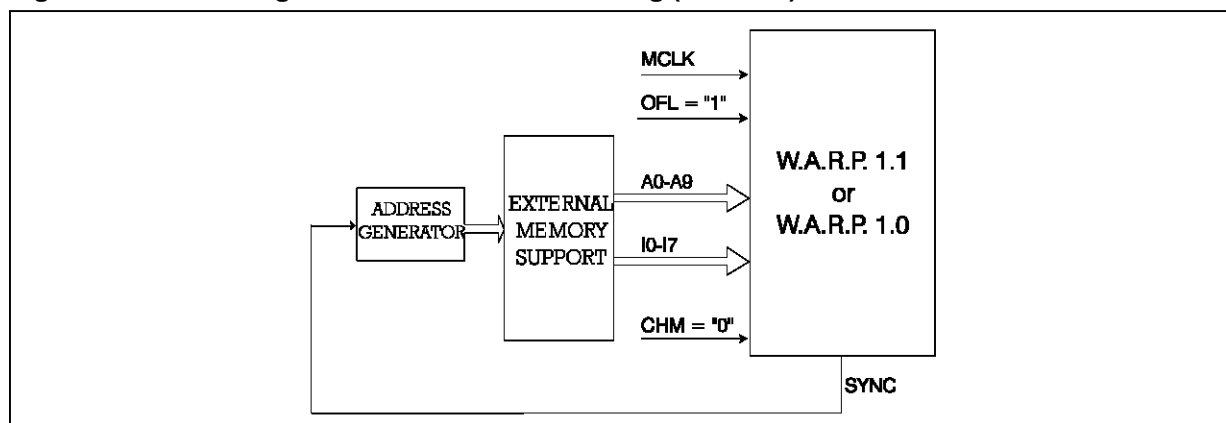 MCLK
OFL = "1"
W.A.R.P. 1.1
or
W.A.R.P. 1.0
A0-A9
ADDRESS
GENERATOR
EXTERNAL
MEMORY
SUPPORT
I0-I7
CHM = "0"
SYNC